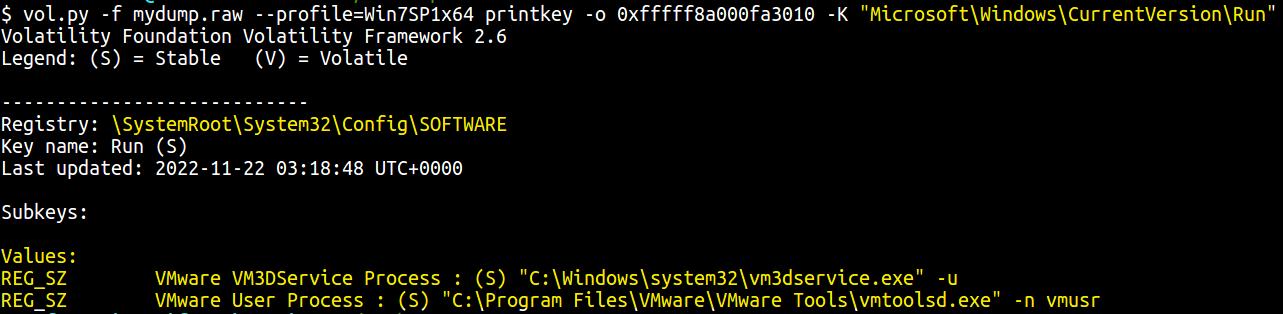 $ vol.py -f mydump.raw --profile=Win7SP1x64 printkey -o 0xfffff8a000fa3010 -K "Microsoft\Windows\CurrentVersion\Run"
Volatility Foundation Volatility Framework 2.6
Legend: (S) = Stable   (V) = Volatile

----------------------------
Registry: \SystemRoot\System32\Config\SOFTWARE
Key name: Run (S)
Last updated: 2022-11-22 03:18:48 UTC+0000

Subkeys:

Values:
REG_SZ        VMware VM3DService Process : (S) "C:\Windows\system32\vm3dservice.exe" -u
REG_SZ        VMware User Process : (S) "C:\Program Files\VMware\VMware Tools\vmtoolsd.exe" -n vmusr